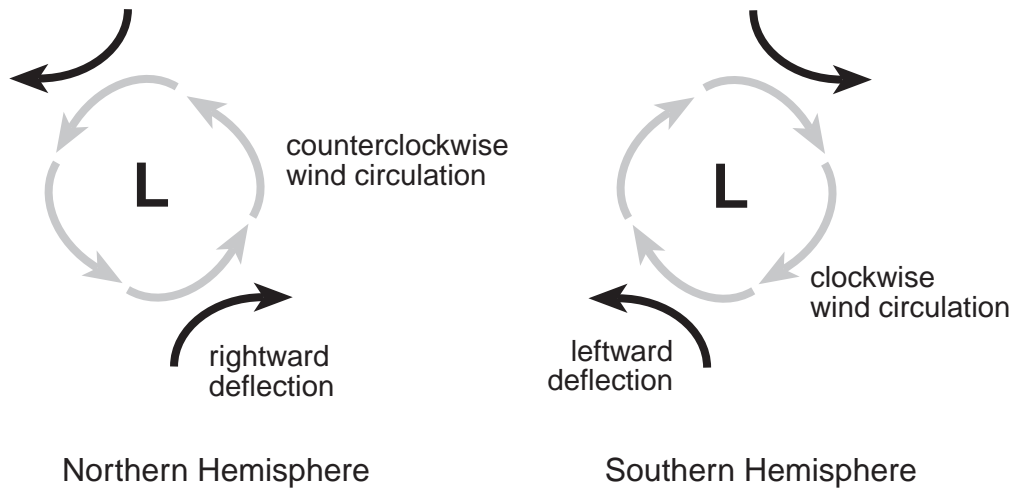 L
counterclockwise
wind circulation
rightward
deflection
Northern Hemisphere
L
clockwise
wind circulation
leftward
deflection
Southern Hemisphere